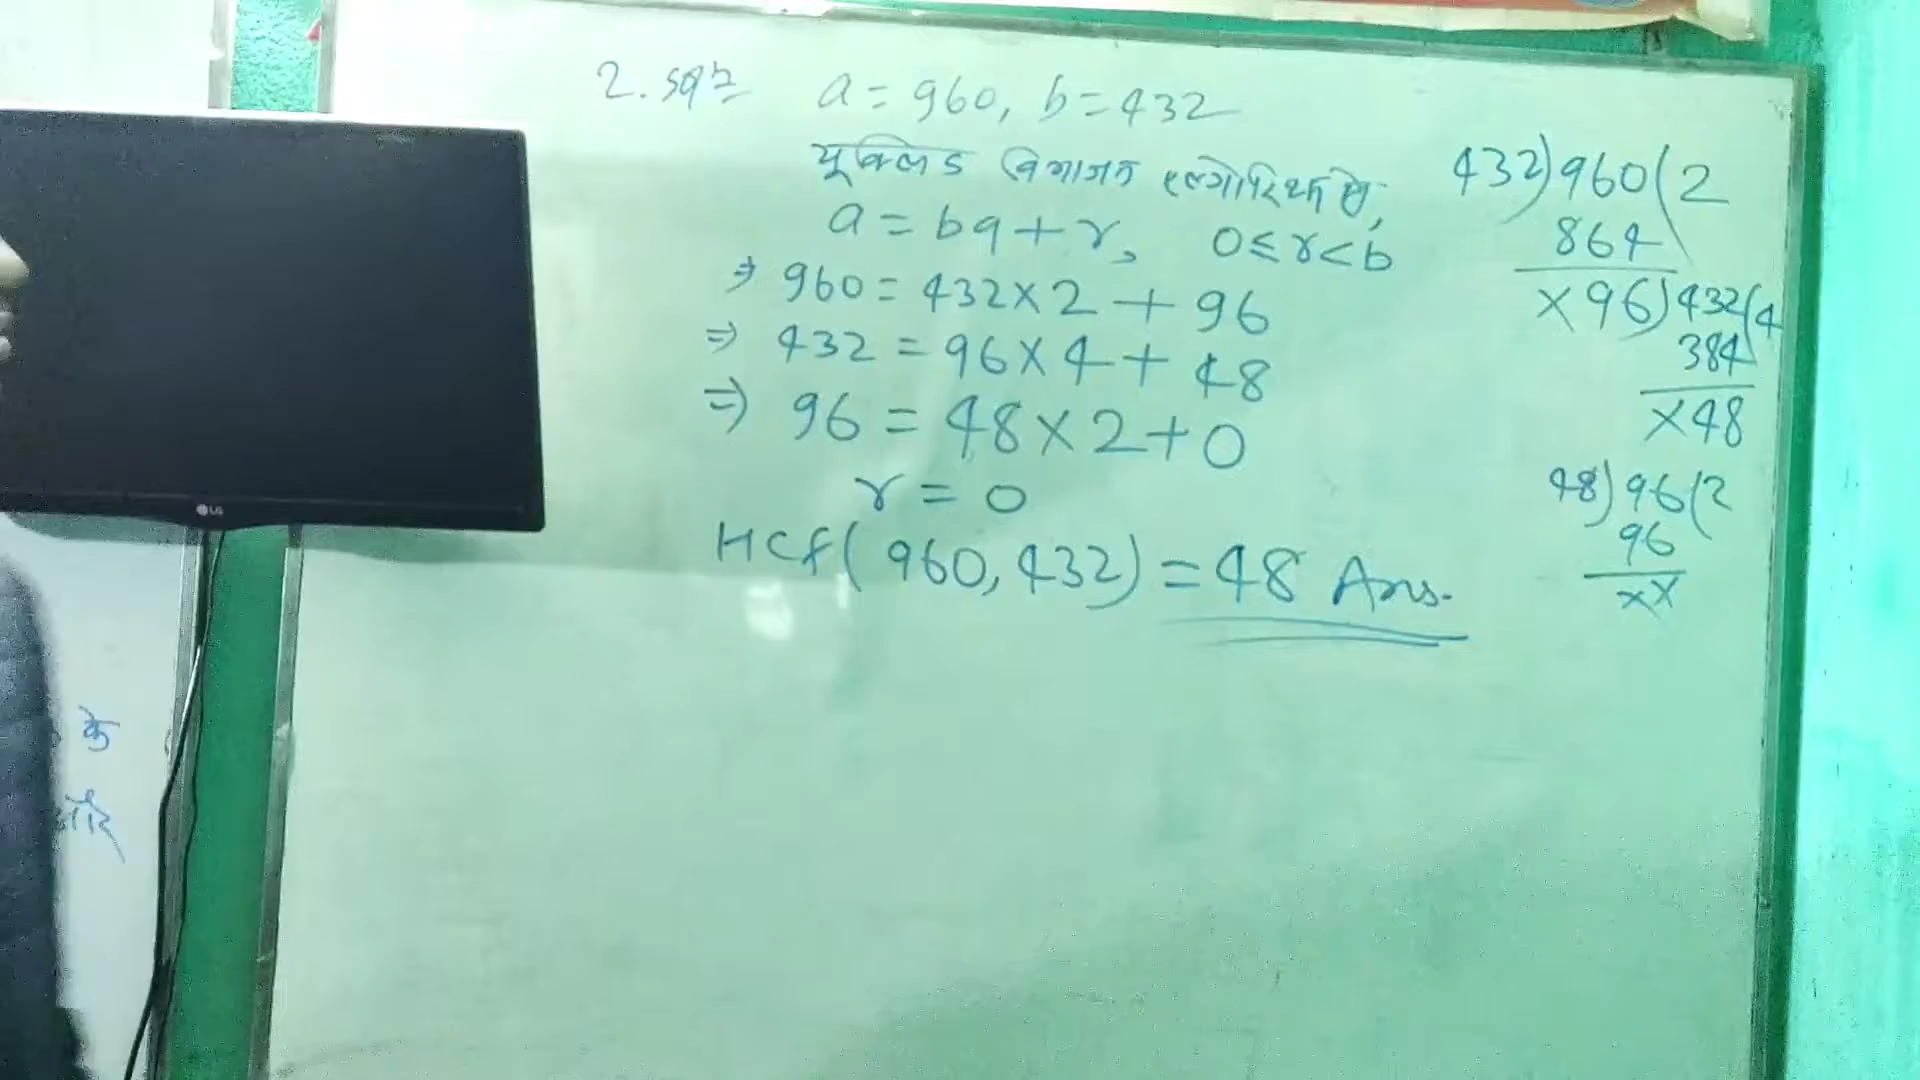 2. उत्तर a = 960, b = 432
यूक्लिड विभाजन एल्गोरिथ्म से,
a = bq + r, 0 ≤ r < b
⇒ 960 = 432 × 2 + 96
⇒ 432 = 96 × 4 + 48
⇒ 96 = 48 × 2 + 0
r = 0
HCf( 960, 432) = 48 Ans.
432)960(2
864
×96)432(4
384
×48
48)96(2
96
××
LG
के
और